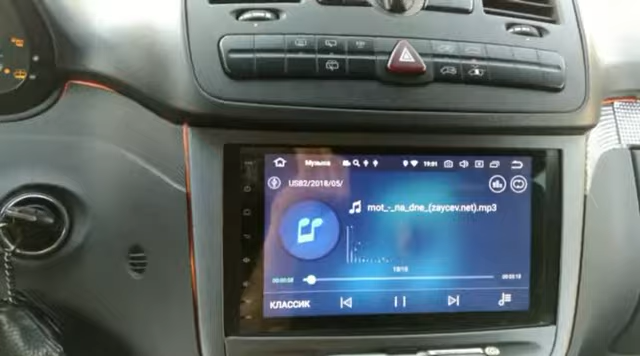 Музыка 19:01
USB2/2018/05/
mot_-_na_dne_(zaycev.net).mp3
18/18
КЛАССИК